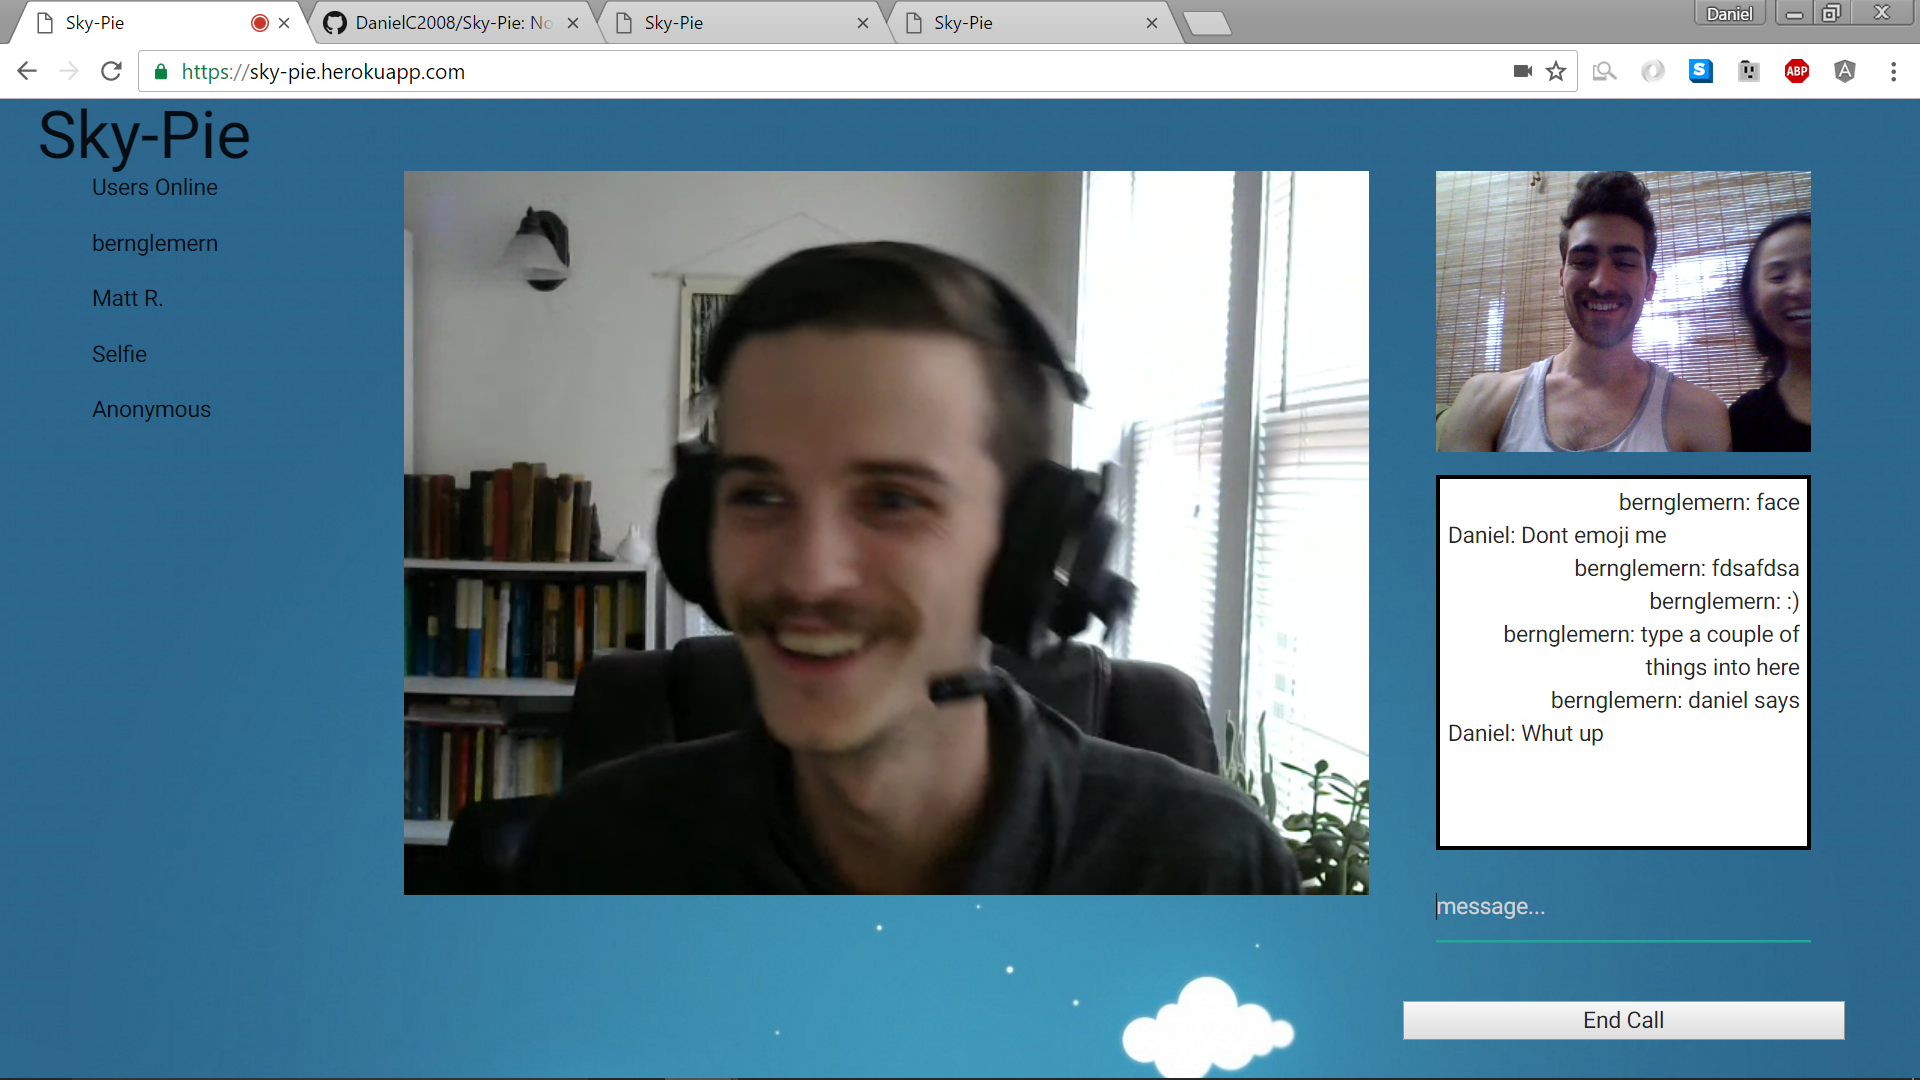 Sky-Pie
DanielC2008/Sky-Pie: No
Sky-Pie
Sky-Pie
Daniel
https://sky-pie.herokuapp.com
S
ABP
A
Sky-Pie
Users Online
bernglemern
Matt R.
Selfie
Anonymous
bernglemern: face
Daniel: Dont emoji me
bernglemern: fdsafdsa
bernglemern: :)
bernglemern: type a couple of
things into here
bernglemern: daniel says
Daniel: Whut up
message...
End Call